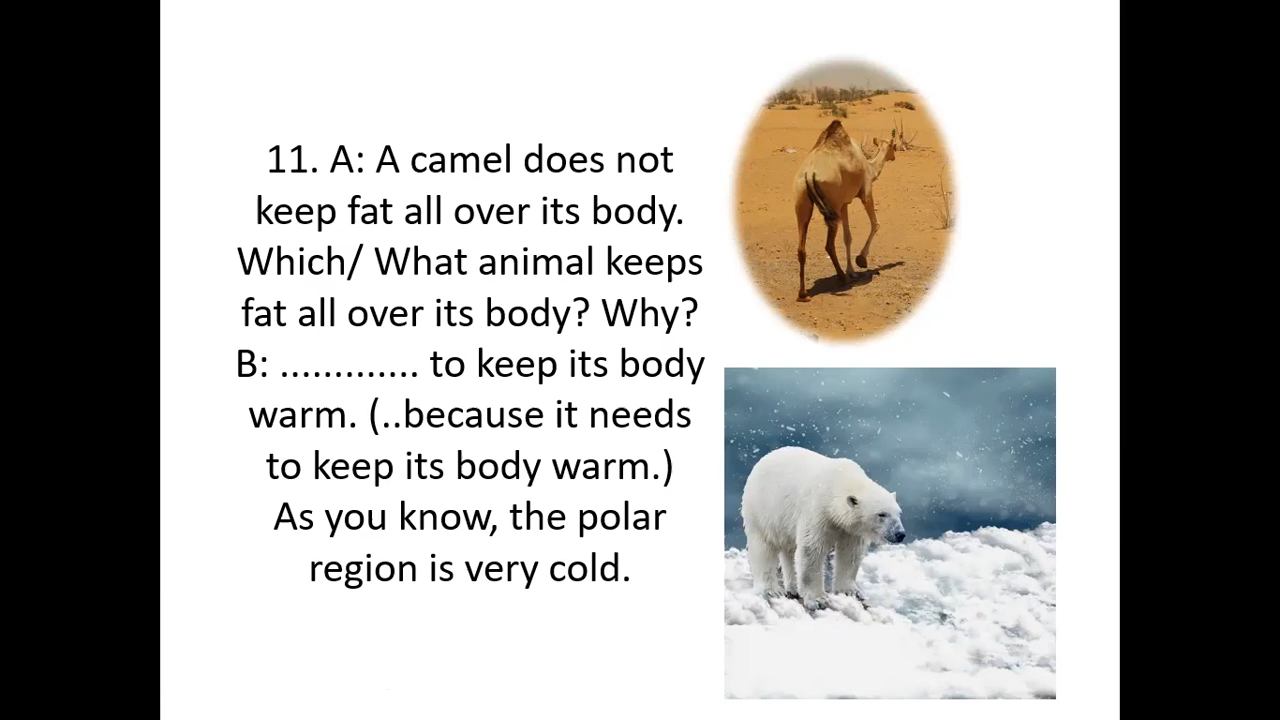 11. A: A camel does not
keep fat all over its body.
Which/ What animal keeps
fat all over its body? Why?
B: ............. to keep its body
warm. (..because it needs
to keep its body warm.)
As you know, the polar
region is very cold.